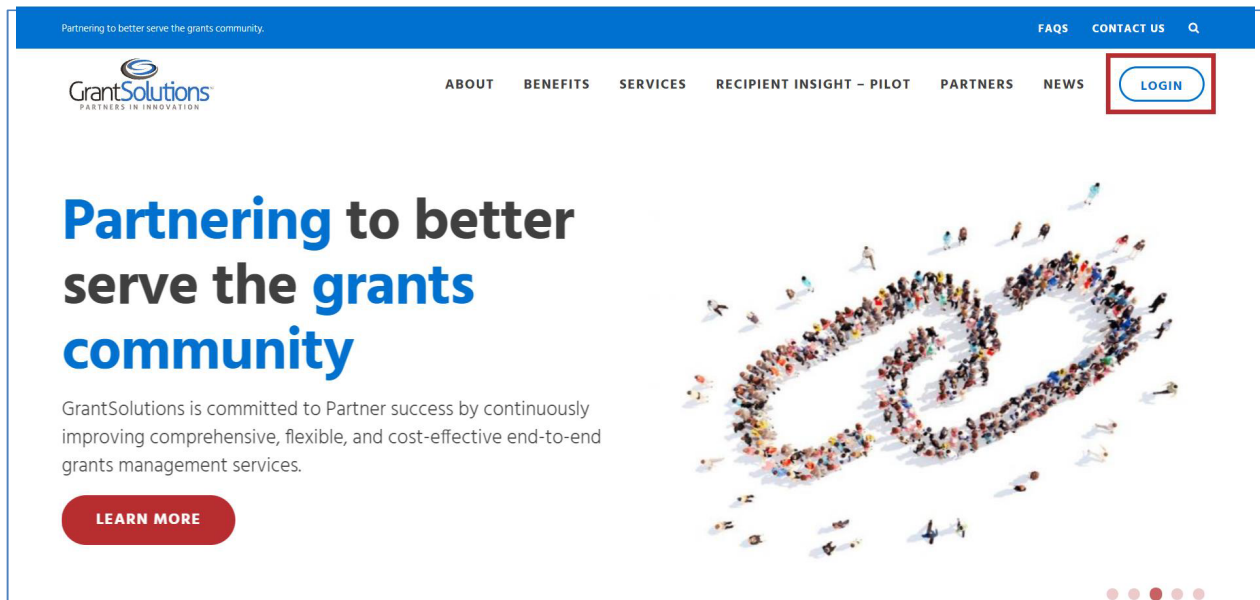 Partnering to better serve the grants community.
FAQS CONTACT US
GrantSolutions
PARTNERS IN INNOVATION
ABOUT BENEFITS SERVICES RECIPIENT INSIGHT – PILOT PARTNERS NEWS LOGIN
Partnering to better
serve the grants
community
GrantSolutions is committed to Partner success by continuously
improving comprehensive, flexible, and cost-effective end-to-end
grants management services.
LEARN MORE